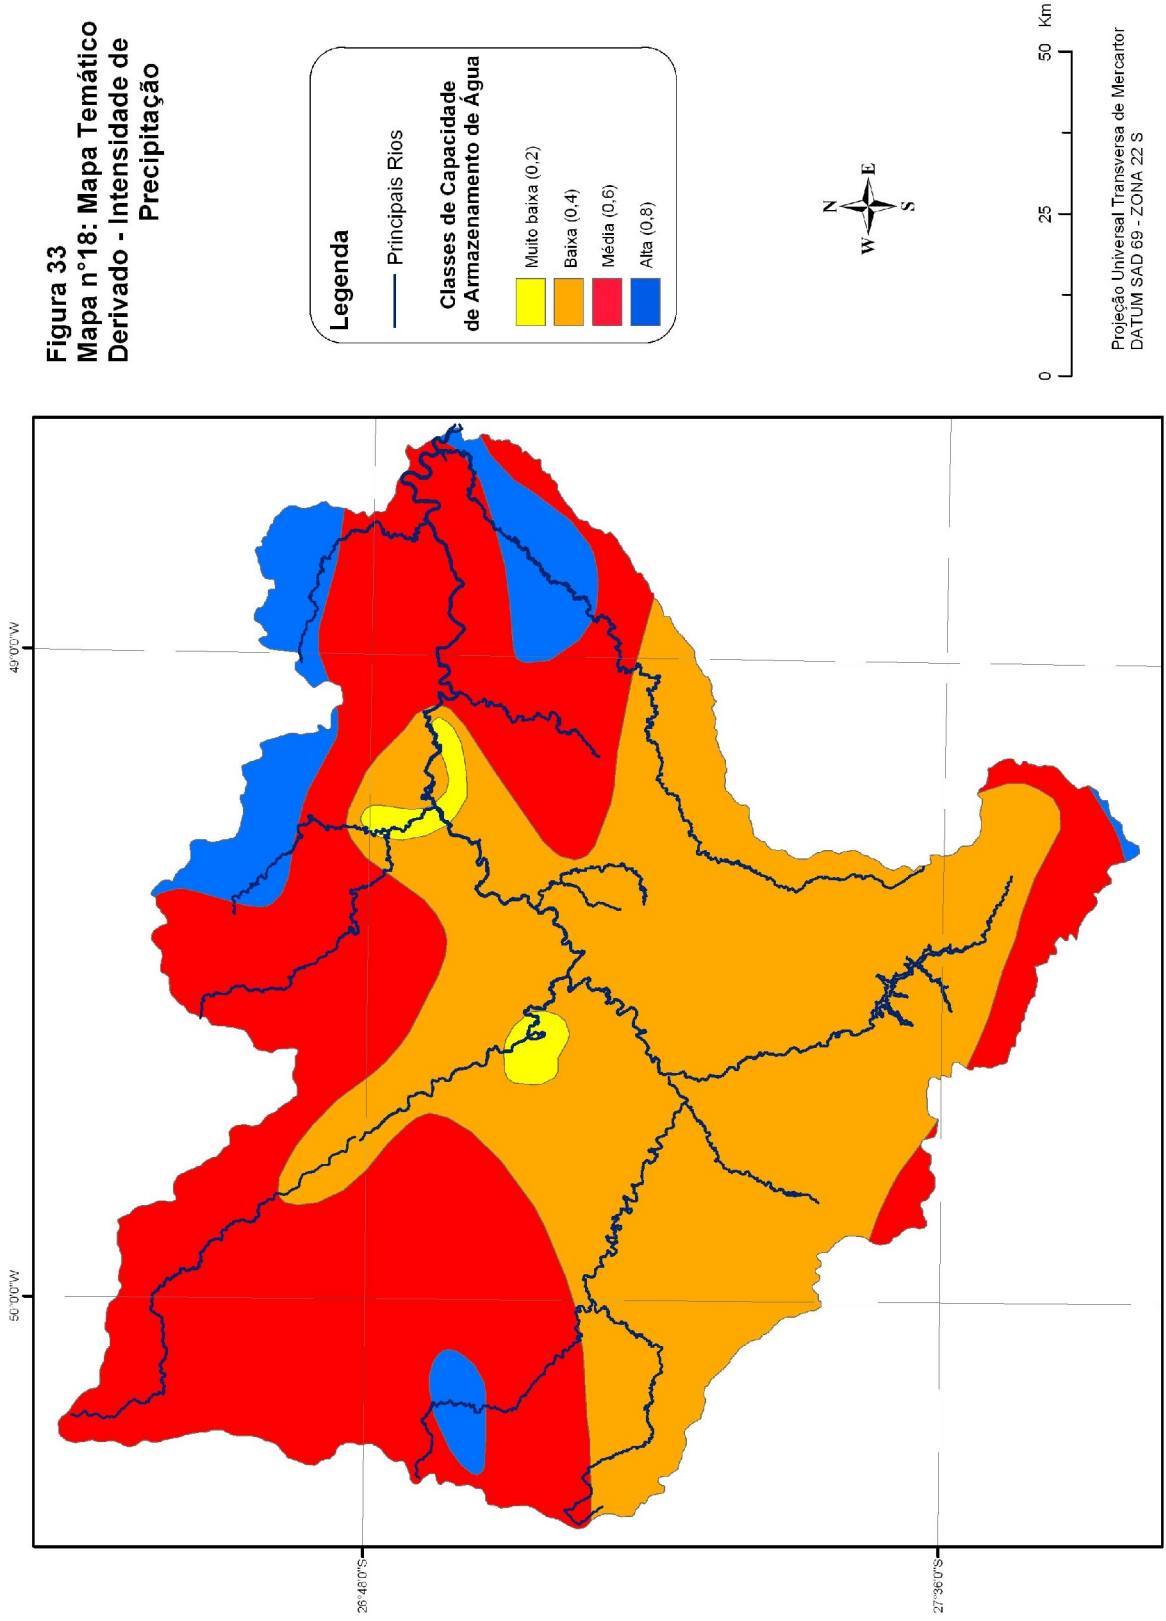 Figura 33
Mapa n°18: Mapa Temático
Derivado - Intensidade de
Precipitação
Legenda
Principais Rios
Classes de Capacidade
de Armazenamento de Água
Muito baixa (0,2)
Baixa (0,4)
Média (0,6)
Alta (0,8)
N
W
E
S
0
25
50
Km
Projeção Universal Transversa de Mercartor
DATUM SAD 69 - ZONA 22 S
50°0'0"W
49°0'0"W
26°48'0"S
27°36'0"S